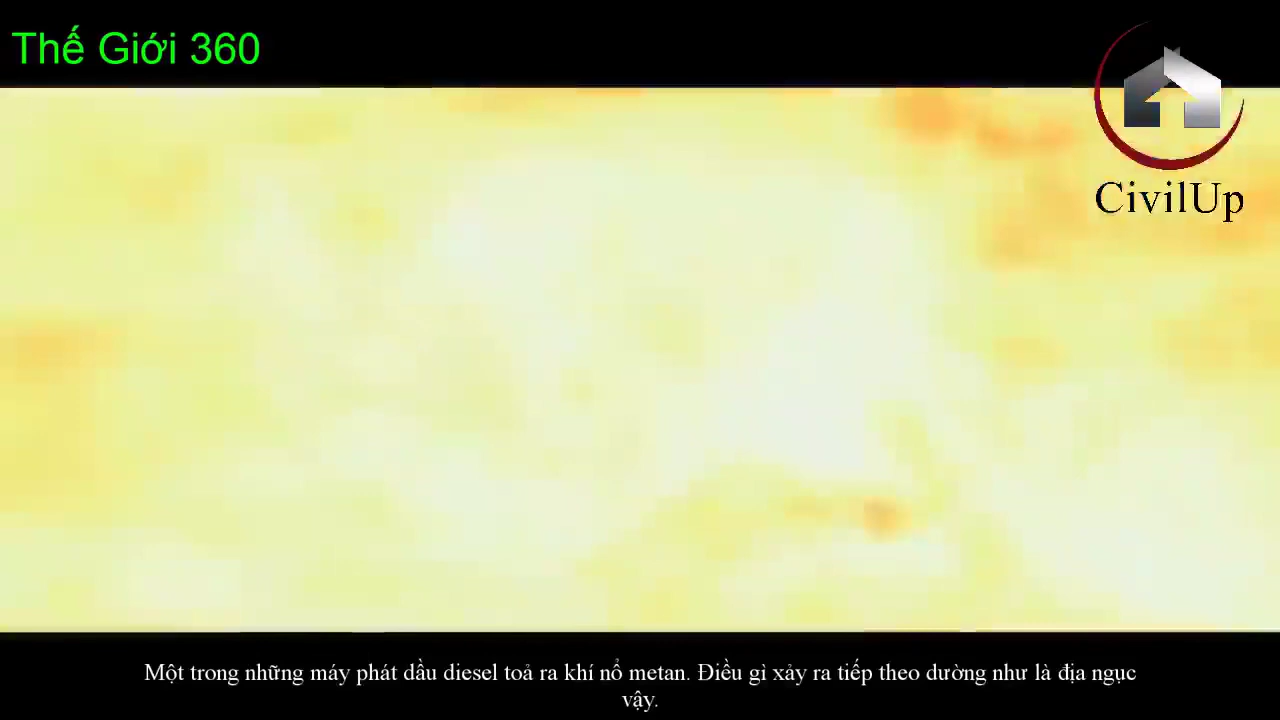 Thế Giới 360
CivilUp
Một trong những máy phát dầu diesel toả ra khí nổ metan. Điều gì xảy ra tiếp theo dường như là địa ngục
vậy.